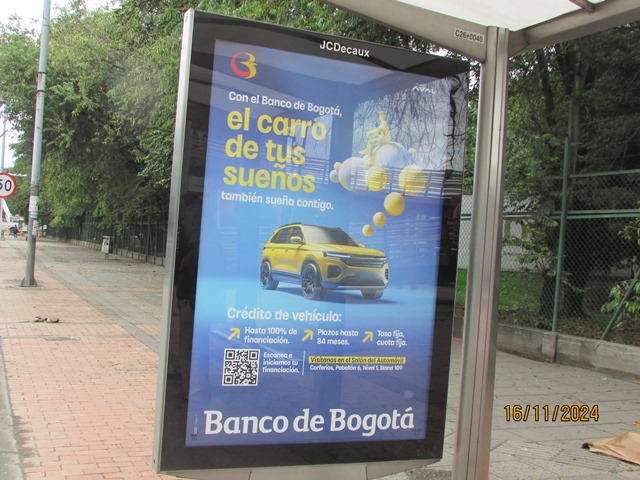 C26+0046
JCDecaux
50
Con el Banco de Bogotá,
el carro
de tus
sueños
también sueña contigo.
Crédito de vehículo:
Hasta 100% de
financiación.
Plazos hasta
84 meses.
Tasa fija,
cuota fija.
Escanea e
iniciamos tu
financiación.
Visítanos en el Salón del Automóvil
Corferias, Pabellón 6, Nivel 1, Stand 109
Banco de Bogotá
16/11/2024